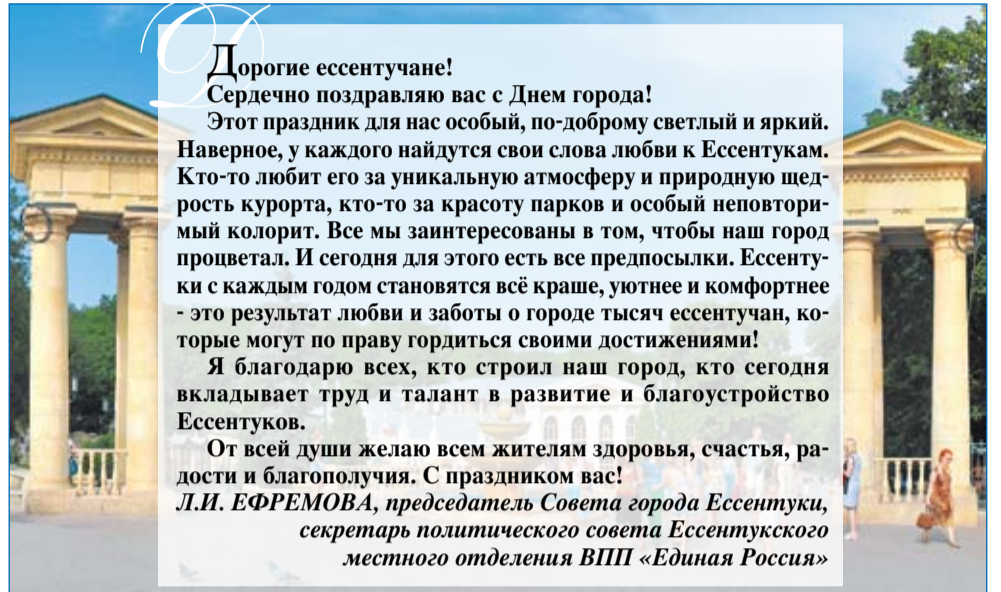 Дорогие ессентучане!
Сердечно поздравляю вас с Днем города!
Этот праздник для нас особый, по-доброму светлый и яркий.
Наверное, у каждого найдутся свои слова любви к Ессентукам.
Кто-то любит его за уникальную атмосферу и природную щед-
рость курорта, кто-то за красоту парков и особый неповтори-
мый колорит. Все мы заинтересованы в том, чтобы наш город
процветал. И сегодня для этого есть все предпосылки. Ессенту-
ки с каждым годом становятся всё краше, уютнее и комфортнее
- это результат любви и заботы о городе тысяч ессентучан, ко-
торые могут по праву гордиться своими достижениями!
Я благодарю всех, кто строил наш город, кто сегодня
вкладывает труд и талант в развитие и благоустройство
Ессентуков.
От всей души желаю всем жителям здоровья, счастья, ра-
дости и благополучия. С праздником вас!
Л.И. ЕФРЕМОВА, председатель Совета города Ессентуки,
секретарь политического совета Ессентукского
местного отделения ВПП «Единая Россия»